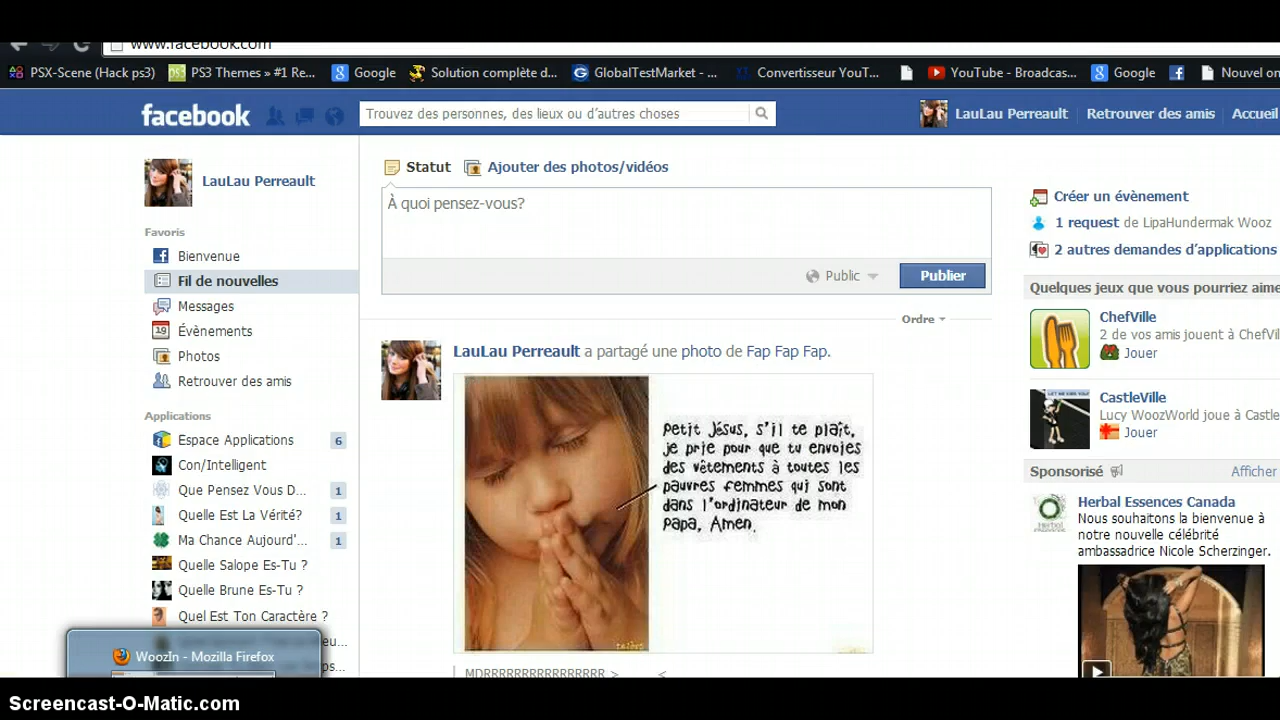 www.facebook.com
PSX-Scene (Hack ps3) PS3 Themes » #1 Re... Google Solution complète d... GlobalTestMarket - ... Convertisseur YouT... YouTube - Broadcas... Google Nouvel on
facebook
Trouvez des personnes, des lieux ou d'autres choses
LauLau Perreault Retrouver des amis Accueil
LauLau Perreault
Favoris
Bienvenue
Fil de nouvelles
Messages
19 Évènements
Photos
Retrouver des amis
Applications
Espace Applications 6
Con/Intelligent
Que Pensez Vous D... 1
Quelle Est La Vérité? 1
Ma Chance Aujourd'... 1
Quelle Salope Es-Tu ?
Quelle Brune Es-Tu ?
Quel Est Ton Caractère ?
WoozIn - Mozilla Firefox
Statut Ajouter des photos/vidéos
À quoi pensez-vous?
Public Publier
Ordre
LauLau Perreault a partagé une photo de Fap Fap Fap.
Petit Jésus, s'il te plaît,
je prie pour que tu envoies
des vêtements à toutes les
pauvres femmes qui sont
dans l'ordinateur de mon
papa, Amen.
MDRRRRRRRRRRRRRRRR > <
Créer un évènement
1 request de LipaHundermak Wooz
2 autres demandes d'applications
Quelques jeux que vous pourriez aime
ChefVille
2 de vos amis jouent à ChefVil
Jouer
CastleVille
Lucy WoozWorld joue à Castle
Jouer
Sponsorisé Afficher
Herbal Essences Canada
Nous souhaitons la bienvenue à
notre nouvelle célébrité
ambassadrice Nicole Scherzinger.
Screencast-O-Matic.com